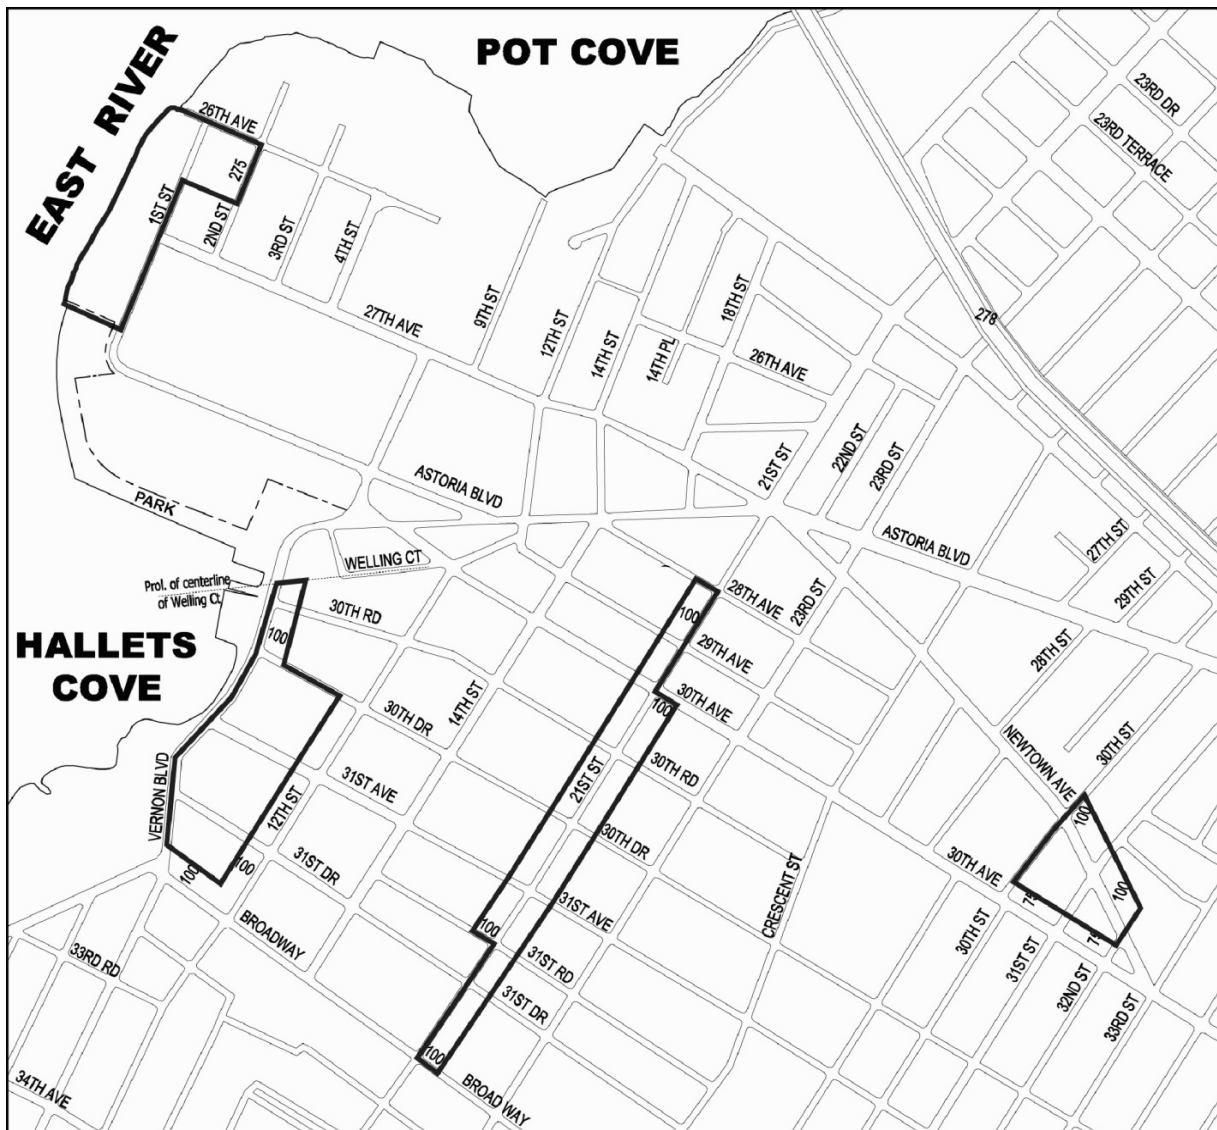 POT COVE
EAST RIVER
23RD DR
23RD TERRACE
26TH AVE
275
1ST ST
2ND ST
3RD ST
4TH ST
27TH AVE
9TH ST
12TH ST
14TH ST
14TH PL
18TH ST
26TH AVE
278
21ST ST
22ND ST
23RD ST
ASTORIA BLVD
PARK
ASTORIA BLVD
27TH ST
29TH ST
28TH ST
30TH ST
WELLING CT
Prol. of centerline
of Welling Ct.
30TH RD
100
HALLETS
COVE
28TH AVE
23RD ST
100
29TH AVE
30TH AVE
100
14TH ST
30TH DR
31ST AVE
12TH ST
VERNON BLVD
21ST ST
30TH RD
30TH DR
NEWTOWN AVE
100
30TH AVE
100
75
75
100
100
31ST DR
BROADWAY
33RD RD
34TH AVE
100
31ST AVE
31ST RD
31ST DR
CRESCENT ST
30TH ST
31ST ST
32ND ST
33RD ST
100
BROADWAY